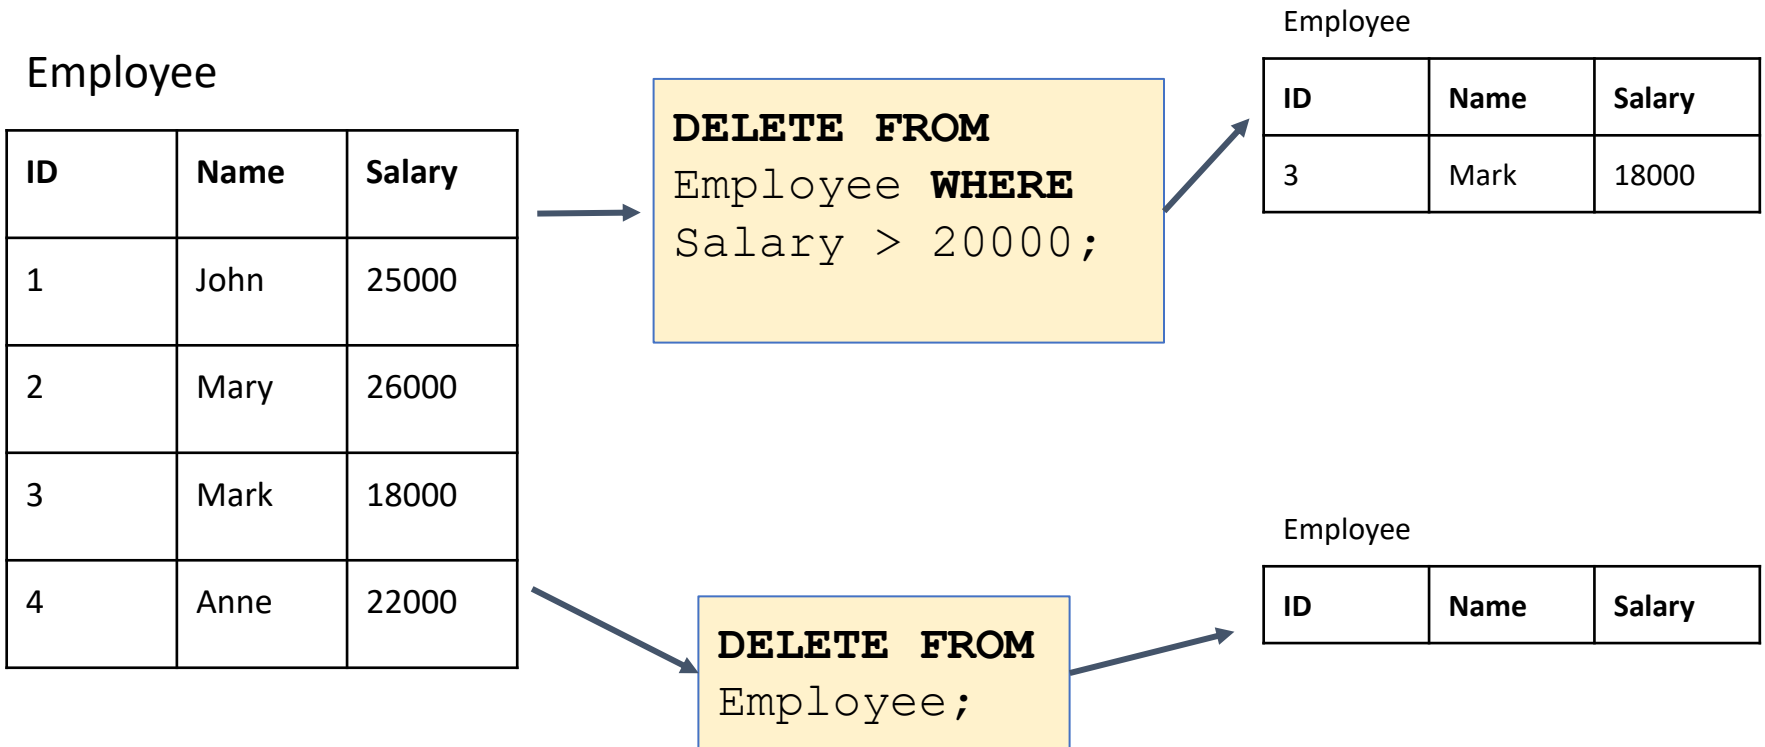 Employee
ID Name Salary
1 John 25000
2 Mary 26000
3 Mark 18000
4 Anne 22000
DELETE FROM
Employee WHERE
Salary > 20000;
Employee
ID Name Salary
3 Mark 18000
DELETE FROM
Employee;
Employee
ID Name Salary